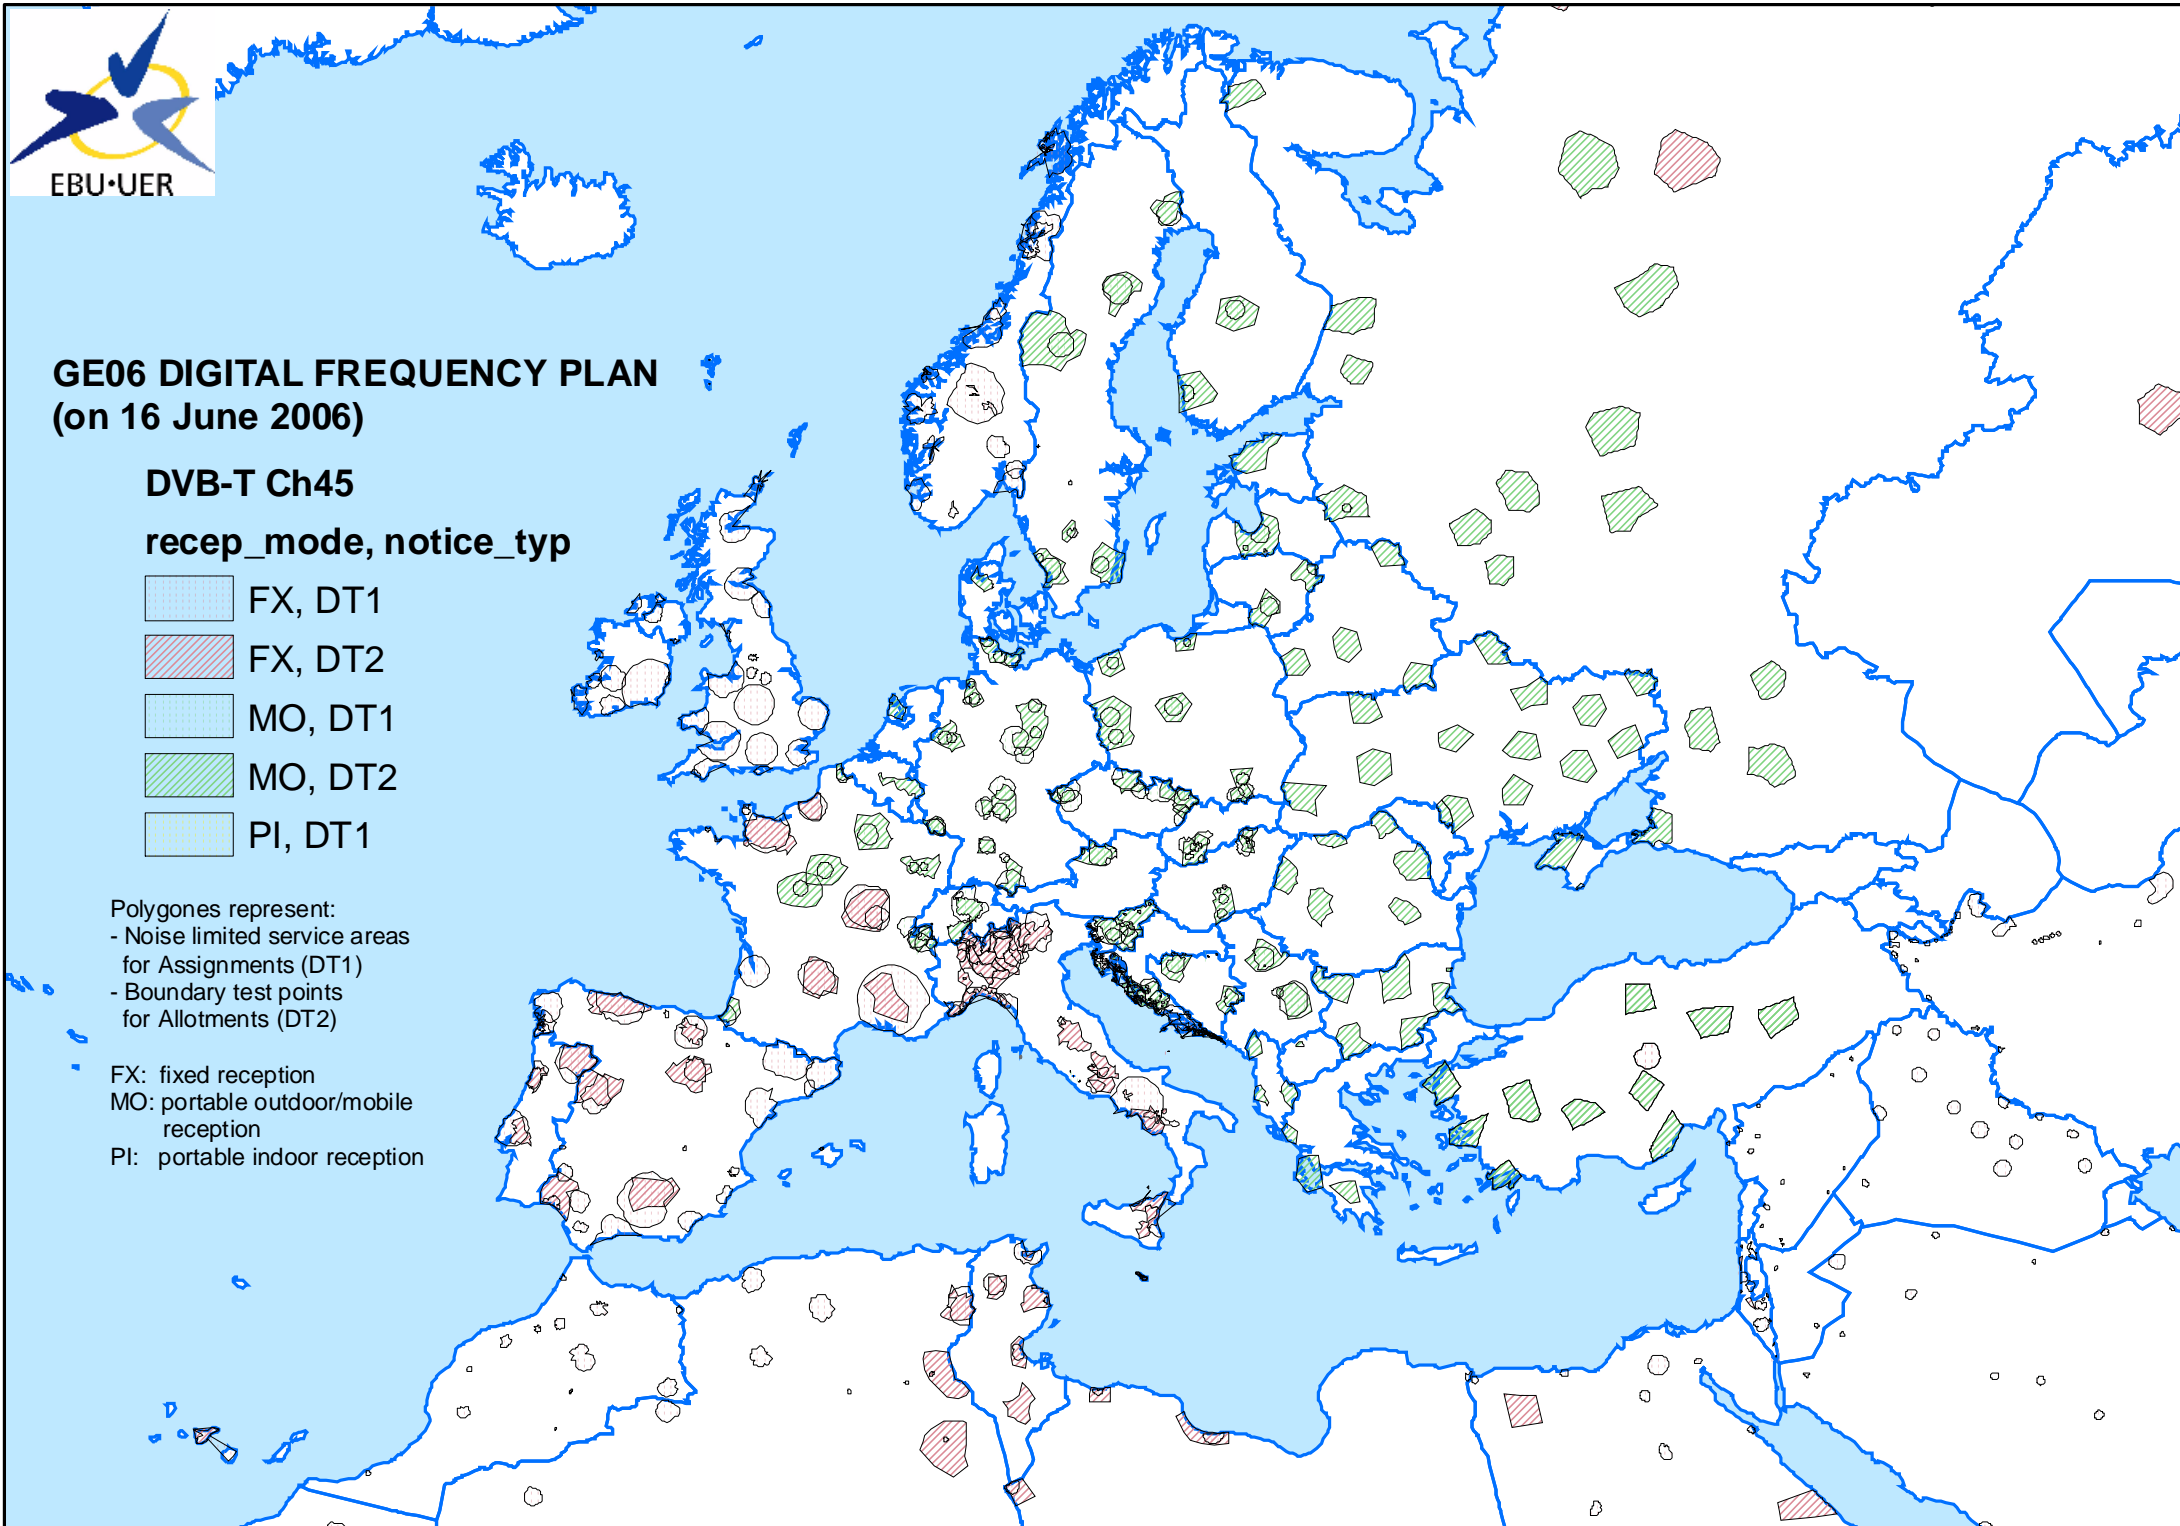 EBU•UER
GE06 DIGITAL FREQUENCY PLAN
(on 16 June 2006)
DVB-T Ch45
recep_mode, notice_typ
FX, DT1
FX, DT2
MO, DT1
MO, DT2
PI, DT1
Polygones represent:
- Noise limited service areas
for Assignments (DT1)
- Boundary test points
for Allotments (DT2)
FX: fixed reception
MO: portable outdoor/mobile
reception
PI: portable indoor reception